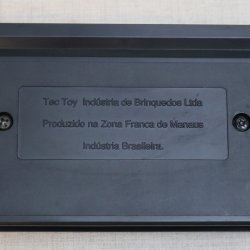 Tec Toy Indústria de Brinquedos Ltda
Produzido na Zona Franca de Manaus
Indústria Brasileira.